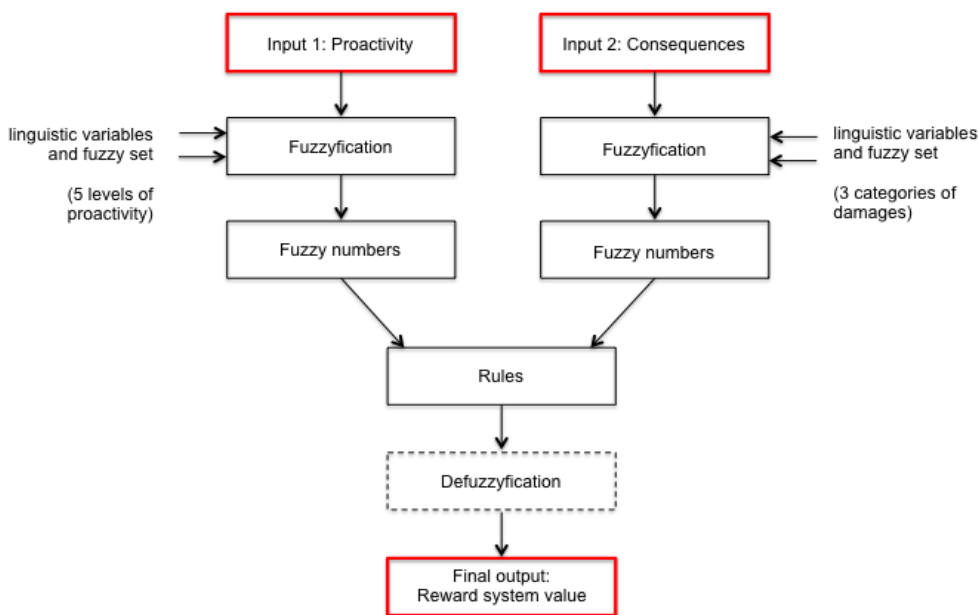 Input 1: Proactivity
Input 2: Consequences
linguistic variables
and fuzzy set
(5 levels of
proactivity)
Fuzzyfication
Fuzzyfication
linguistic variables
and fuzzy set
(3 categories of
damages)
Fuzzy numbers
Fuzzy numbers
Rules
Defuzzyfication
Final output:
Reward system value